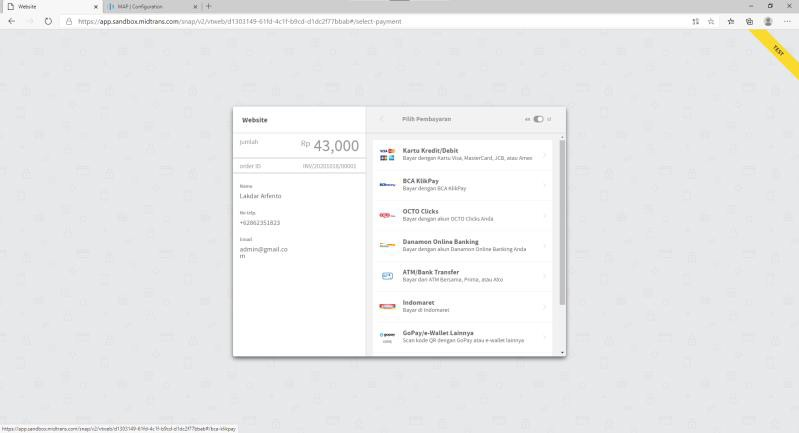 Website
MAP | Configuration
https://app.sandbox.midtrans.com/snap/v2/vtweb/d1303149-61fd-4c1f-b9cd-d1dc2f77bbab#/select-payment
TEST
Website
Jumlah
Rp 43,000
order ID
INV/20201018/00001
Name
Lakdar Arfento
No telp.
+62862351823
Email
admin@gmail.co
m
Pilih Pembayaran
en
id
Kartu Kredit/Debit
Bayar dengan Kartu Visa, MasterCard, JCB, atau Amex
BCA KlikPay
Bayar dengan BCA KlikPay
OCTO Clicks
Bayar dengan akun OCTO Clicks Anda
Danamon Online Banking
Bayar dengan akun Danamon Online Banking Anda
ATM/Bank Transfer
Bayar dari ATM Bersama, Prima, atau Alto
Indomaret
Bayar di Indomaret
gopay
GoPay/e-Wallet Lainnya
Scan kode QR dengan GoPay atau e-wallet lainnya
https://app.sandbox.midtrans.com/snap/v2/vtweb/d1303149-61fd-4c1f-b9cd-d1dc2f77bbab#/bca-klikpay